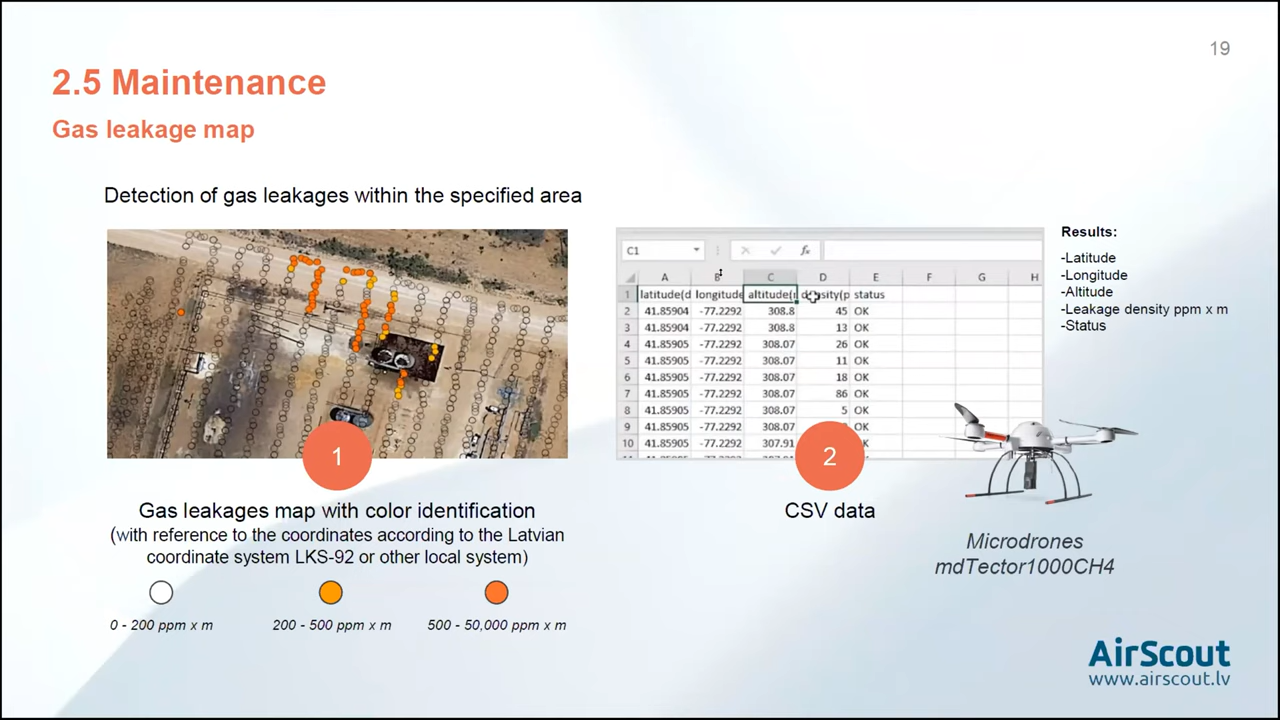 19
2.5 Maintenance
Gas leakage map
Detection of gas leakages within the specified area
C1
fx
A B C D E F G H
1 latitude(d longitude altitude(r status
2 41.85904 -77.2292 308.8 45 OK
3 41.85904 -77.2292 308.8 13 OK
4 41.85905 -77.2292 308.07 26 OK
5 41.85905 -77.2292 308.07 11 OK
6 41.85905 -77.2292 308.07 18 OK
7 41.85905 -77.2292 308.07 86 OK
8 41.85905 -77.2292 308.07 5 OK
9 41.85905 -77.2292 308.07 OK
10 41.85905 -77.2292 307.91
Results:
-Latitude
-Longitude
-Altitude
-Leakage density ppm x m
-Status
1
2
Gas leakages map with color identification
(with reference to the coordinates according to the Latvian
coordinate system LKS-92 or other local system)
0 - 200 ppm x m
200 - 500 ppm x m
500 - 50,000 ppm x m
CSV data
Microdrones
mdTector1000CH4
AirScout
www.airscout.lv